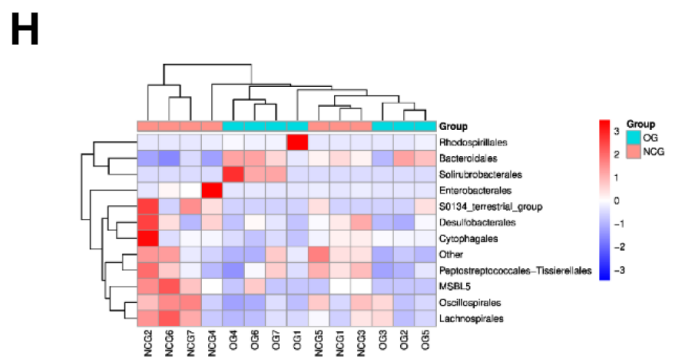 H
Group
Rhodospirillales
Bacteroidales
Solirubrobacterales
Enterobacterales
S0134_terrestrial_group
Desulfobacterales
Cytophagales
Other
Peptostreptococcales−Tissierellales
MSBL5
Oscillospirales
Lachnospirales
NCG2 NCG6 NCG7 NCG4 OG4 OG6 OG7 OG1 NCG5 NCG1 NCG3 OG3 OG2 OG5
3
2
1
0
−1
−2
−3
Group
OG
NCG